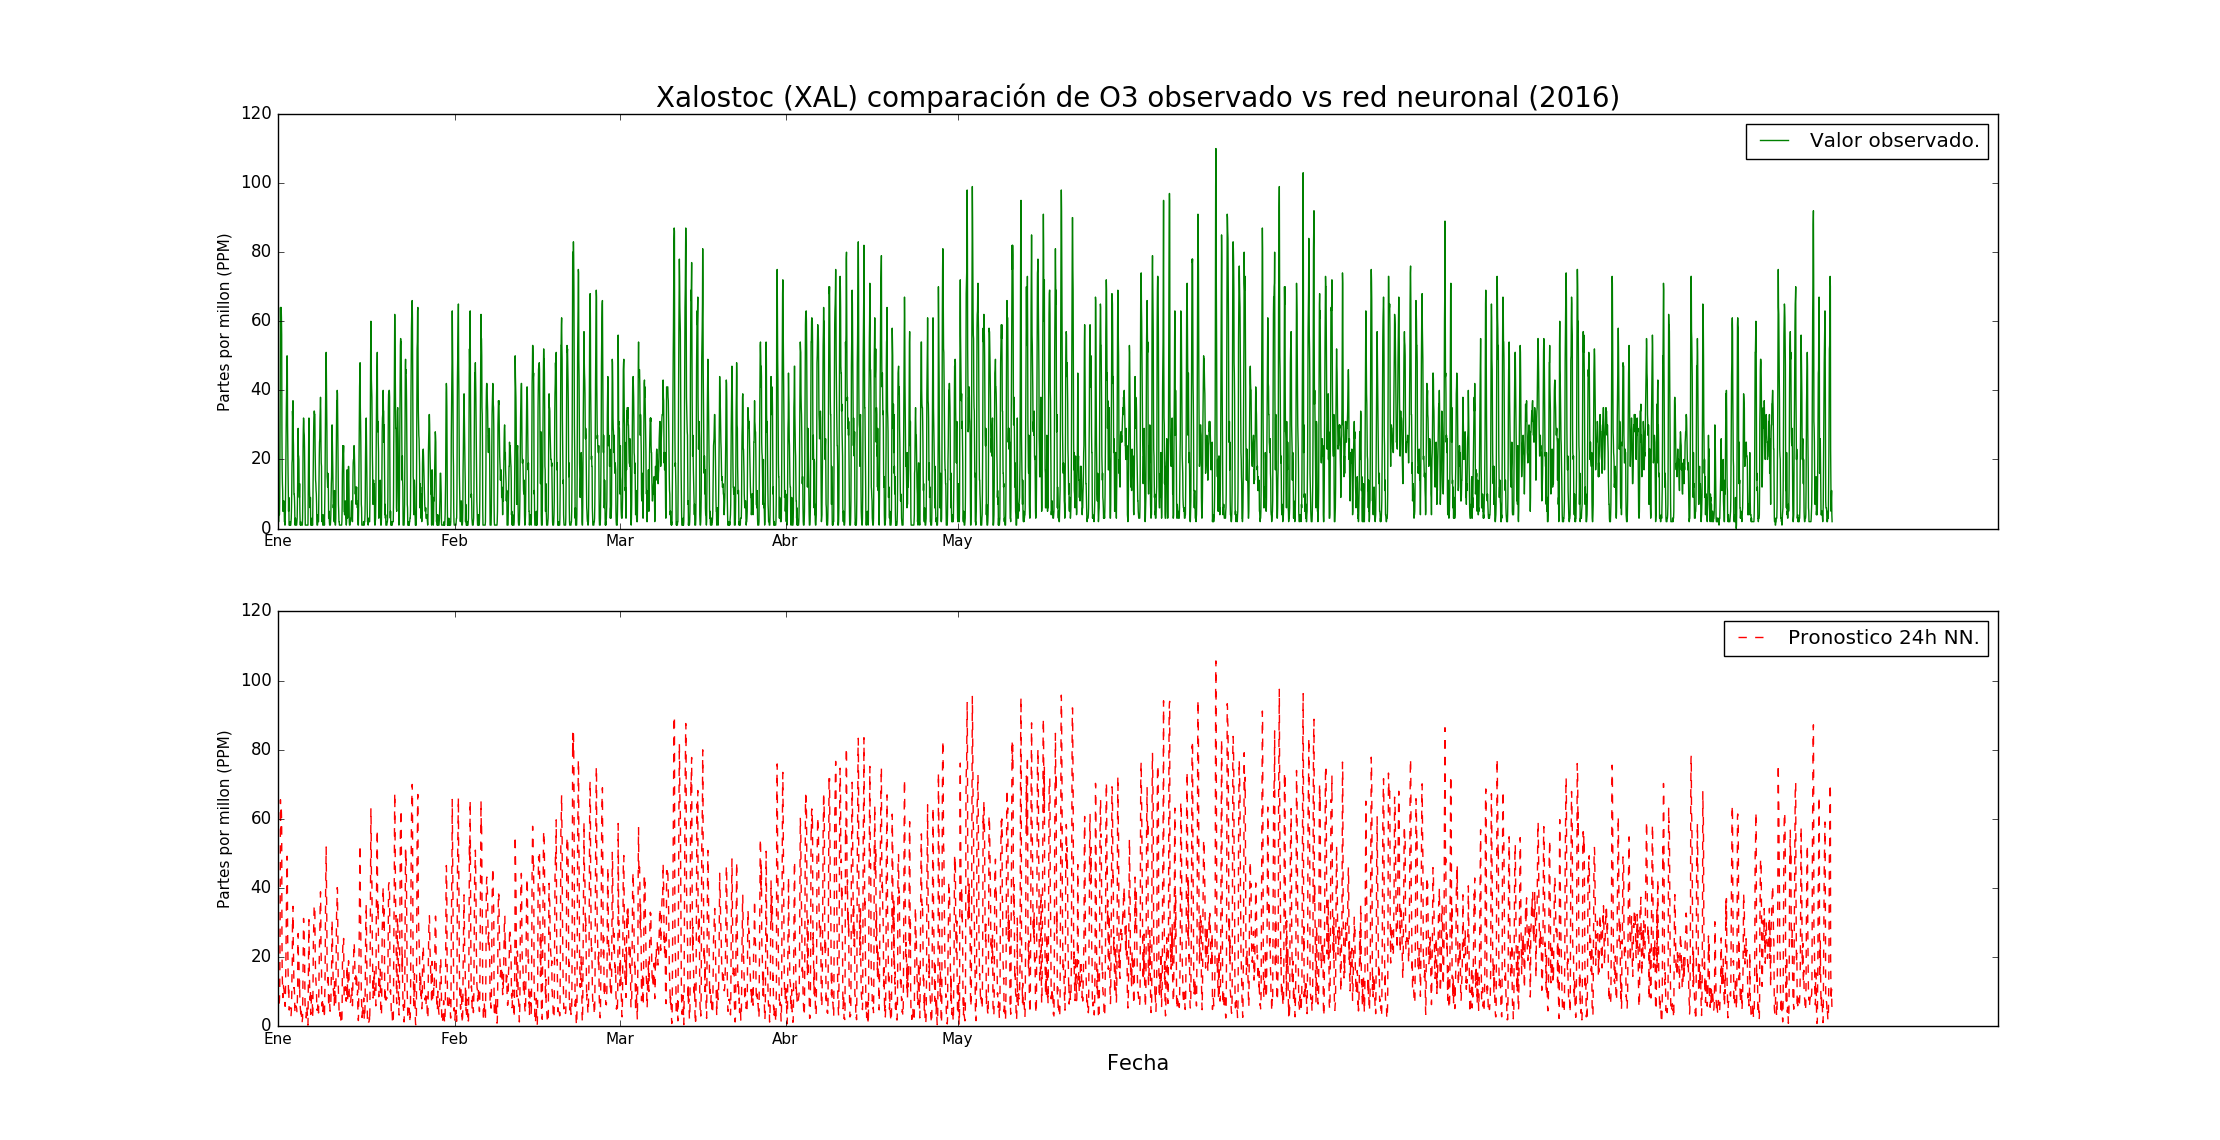 Xalostoc (XAL) comparación de O3 observado vs red neuronal (2016)
120
100
80
60
40
20
0
Partes por millon (PPM)
Valor observado.
Ene Feb Mar Abr May
120
100
80
60
40
20
0
Partes por millon (PPM)
Pronostico 24h NN.
Ene Feb Mar Abr May
Fecha